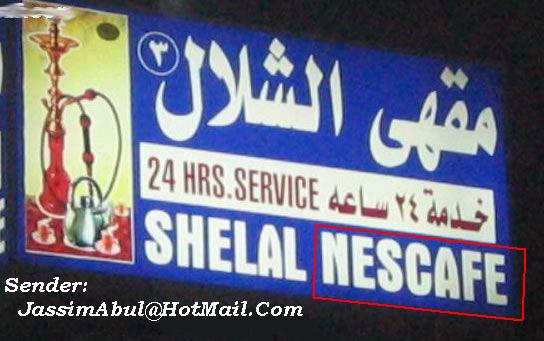 ٣
مقهى الشلال
24 HRS.SERVICE خدمة ٢٤ ساعه
SHELAL NESCAFE
Sender:
JassimAbul@HotMail.Com